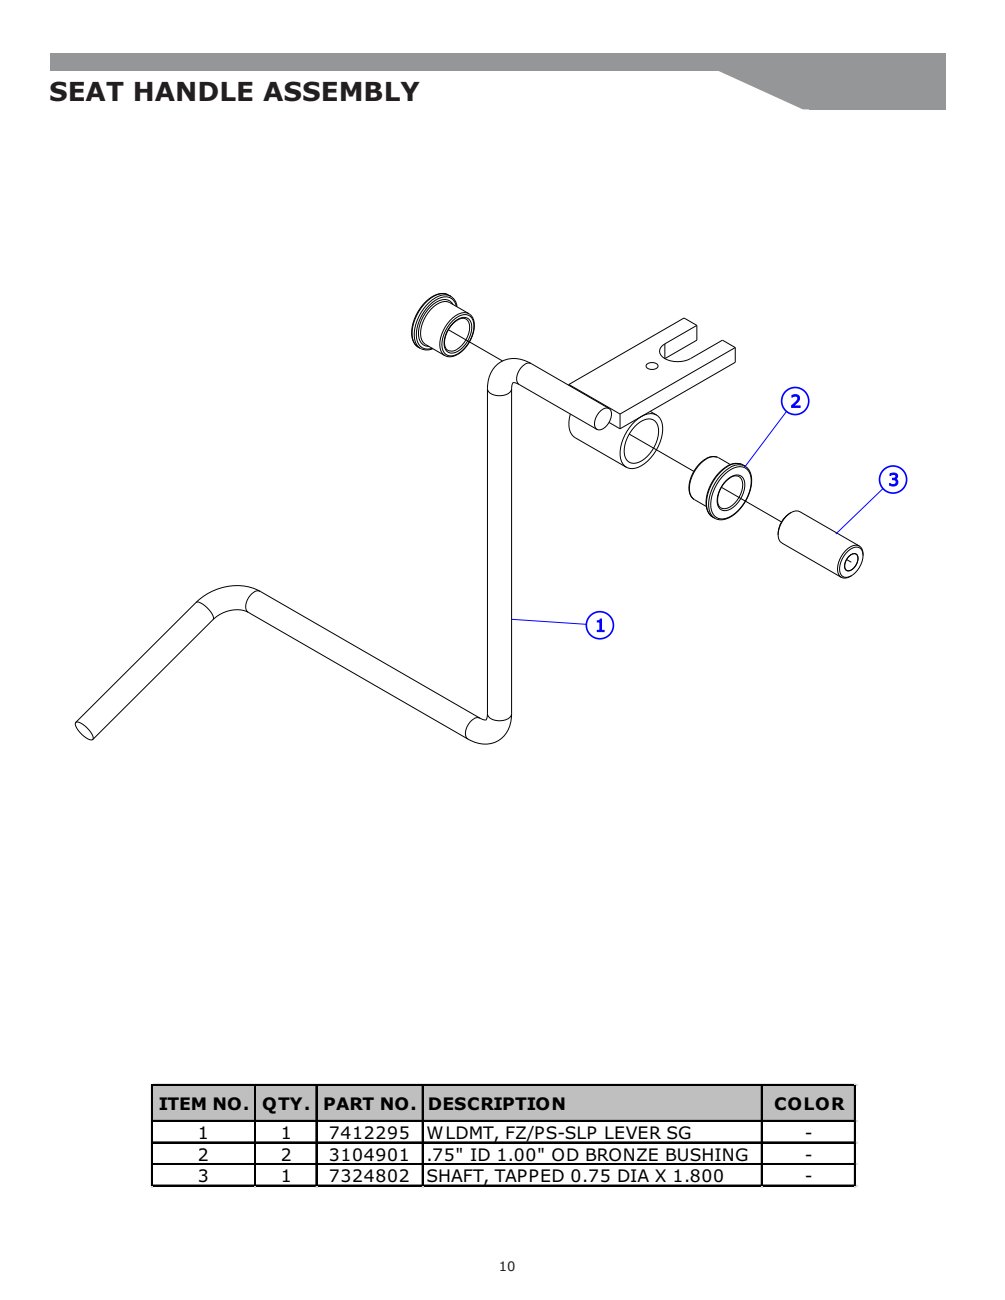 SEAT HANDLE ASSEMBLY
2
3
1
ITEM NO. QTY. PART NO. DESCRIPTION COLOR
1 1 7412295 WLDMT, FZ/PS-SLP LEVER SG -
2 2 3104901 .75" ID 1.00" OD BRONZE BUSHING -
3 1 7324802 SHAFT, TAPPED 0.75 DIA X 1.800 -
10